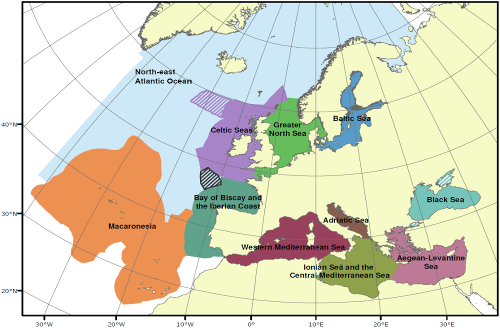 North-east
Atlantic Ocean
Celtic Seas
Greater
North Sea
Baltic Sea
40°N
Bay of Biscay and
the Iberian Coast
Black Sea
30°N
Macaronesia
Adriatic Sea
Western Mediterranean Sea
Aegean-Levantine
Sea
Ionian Sea and the
Central Mediterranean Sea
20°N
30°W
20°W
10°W
0°
10°E
20°E
30°E